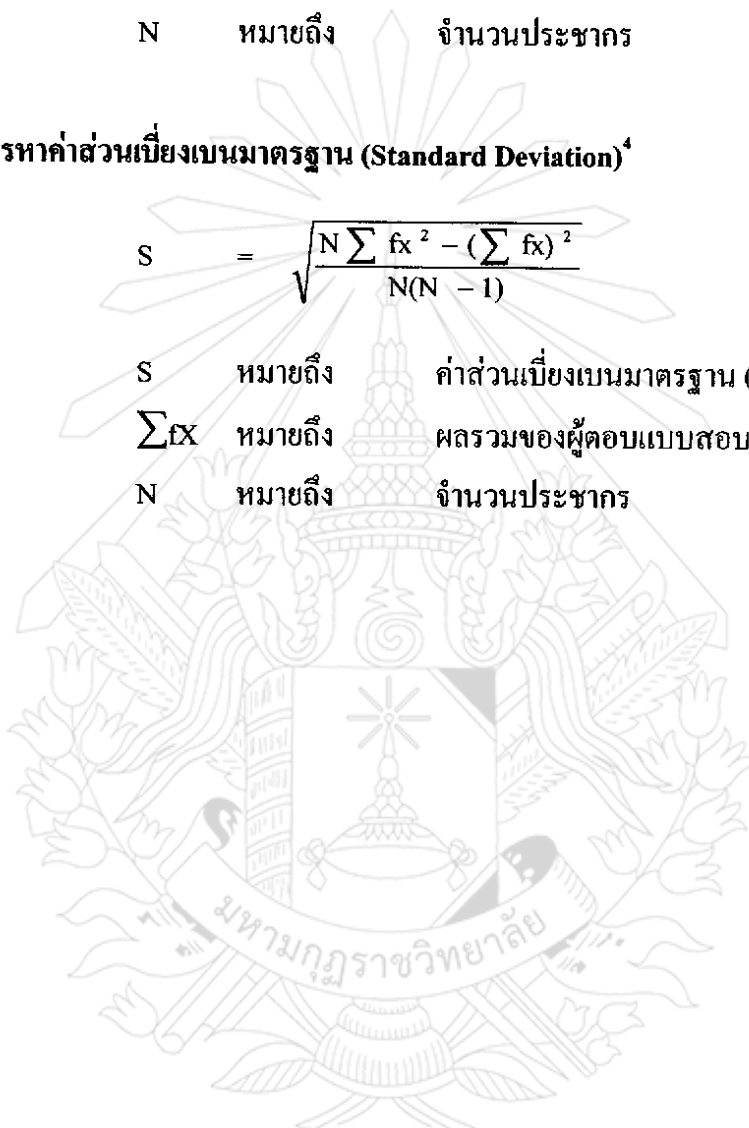 N หมายถึง จำนวนประชากร
รหาค่าส่วนเบี่ยงเบนมาตรฐาน (Standard Deviation)⁴
S = √((N ∑ fx² − (∑ fx)²) / (N(N − 1)))
S หมายถึง ค่าส่วนเบี่ยงเบนมาตรฐาน (
∑fX หมายถึง ผลรวมของผู้ตอบแบบสอบ
N หมายถึง จำนวนประชากร
มหามกุฏราชวิทยาลัย